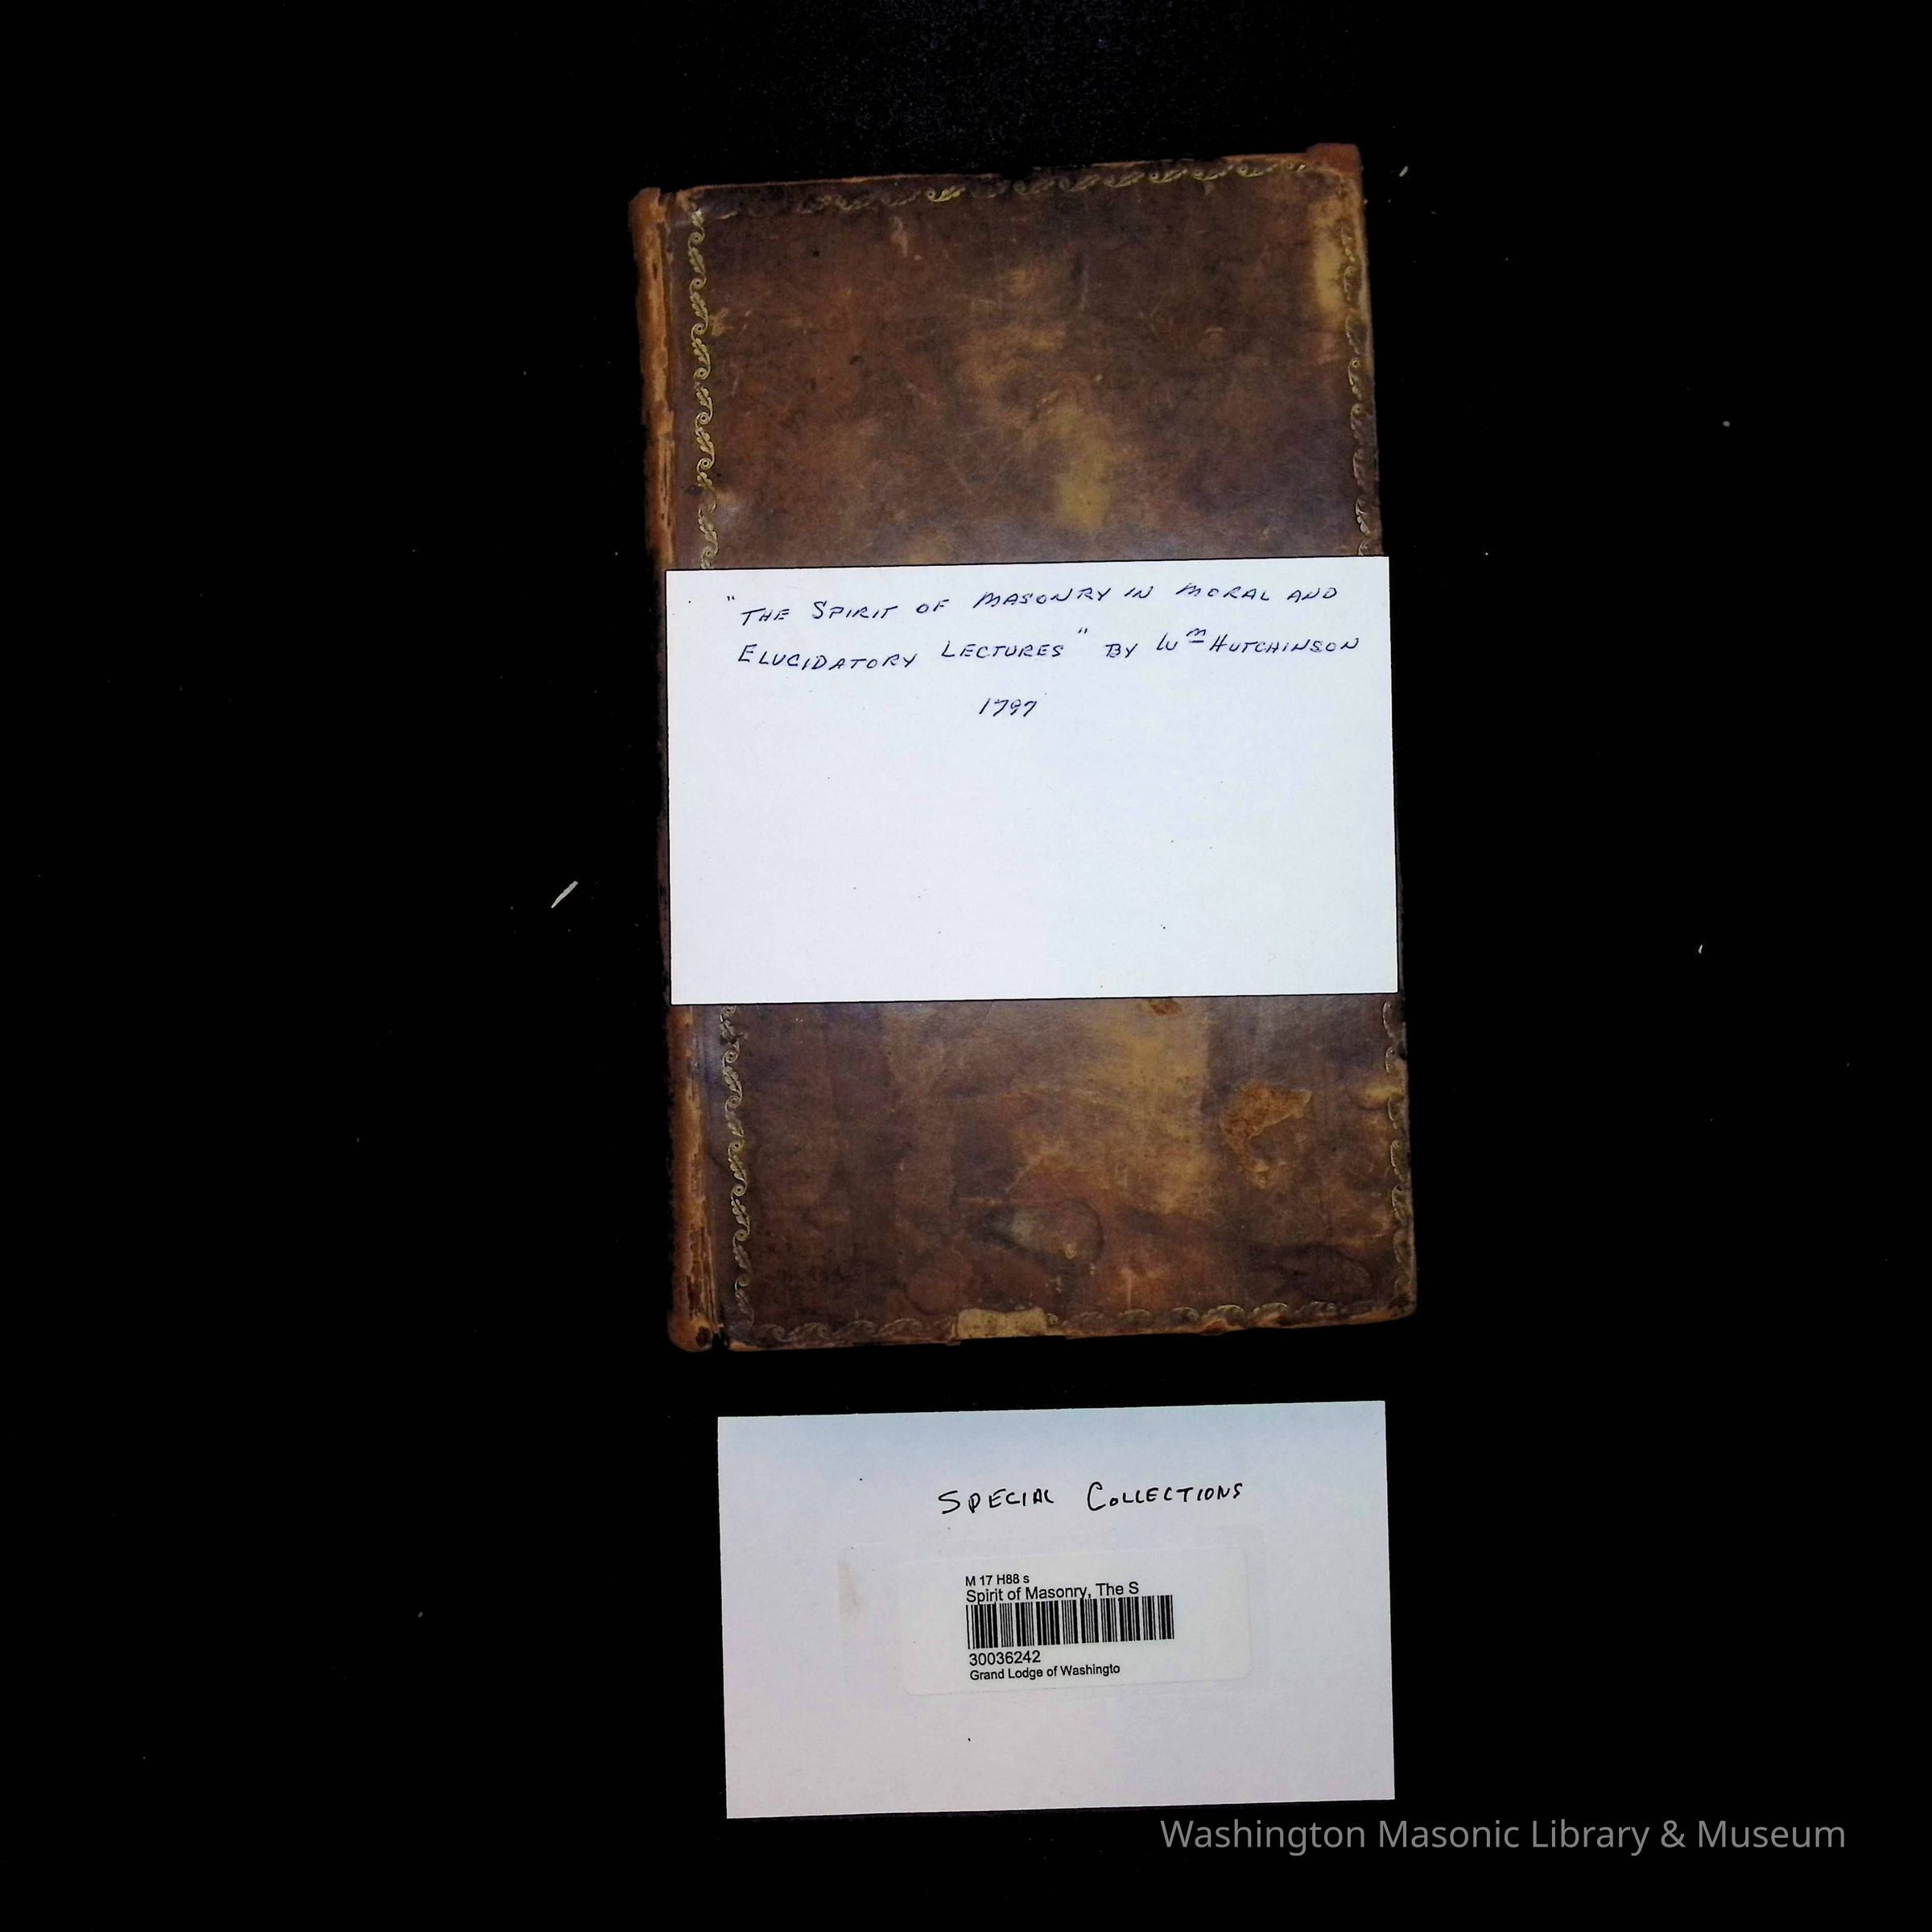 "THE SPIRIT OF MASONRY IN MORAL AND
ELUCIDATORY LECTURES" BY Wm HUTCHINSON
1797
SPECIAL COLLECTIONS
M 17 H88 s
Spirit of Masonry, The S
30036242
Grand Lodge of Washingto
Washington Masonic Library & Museum